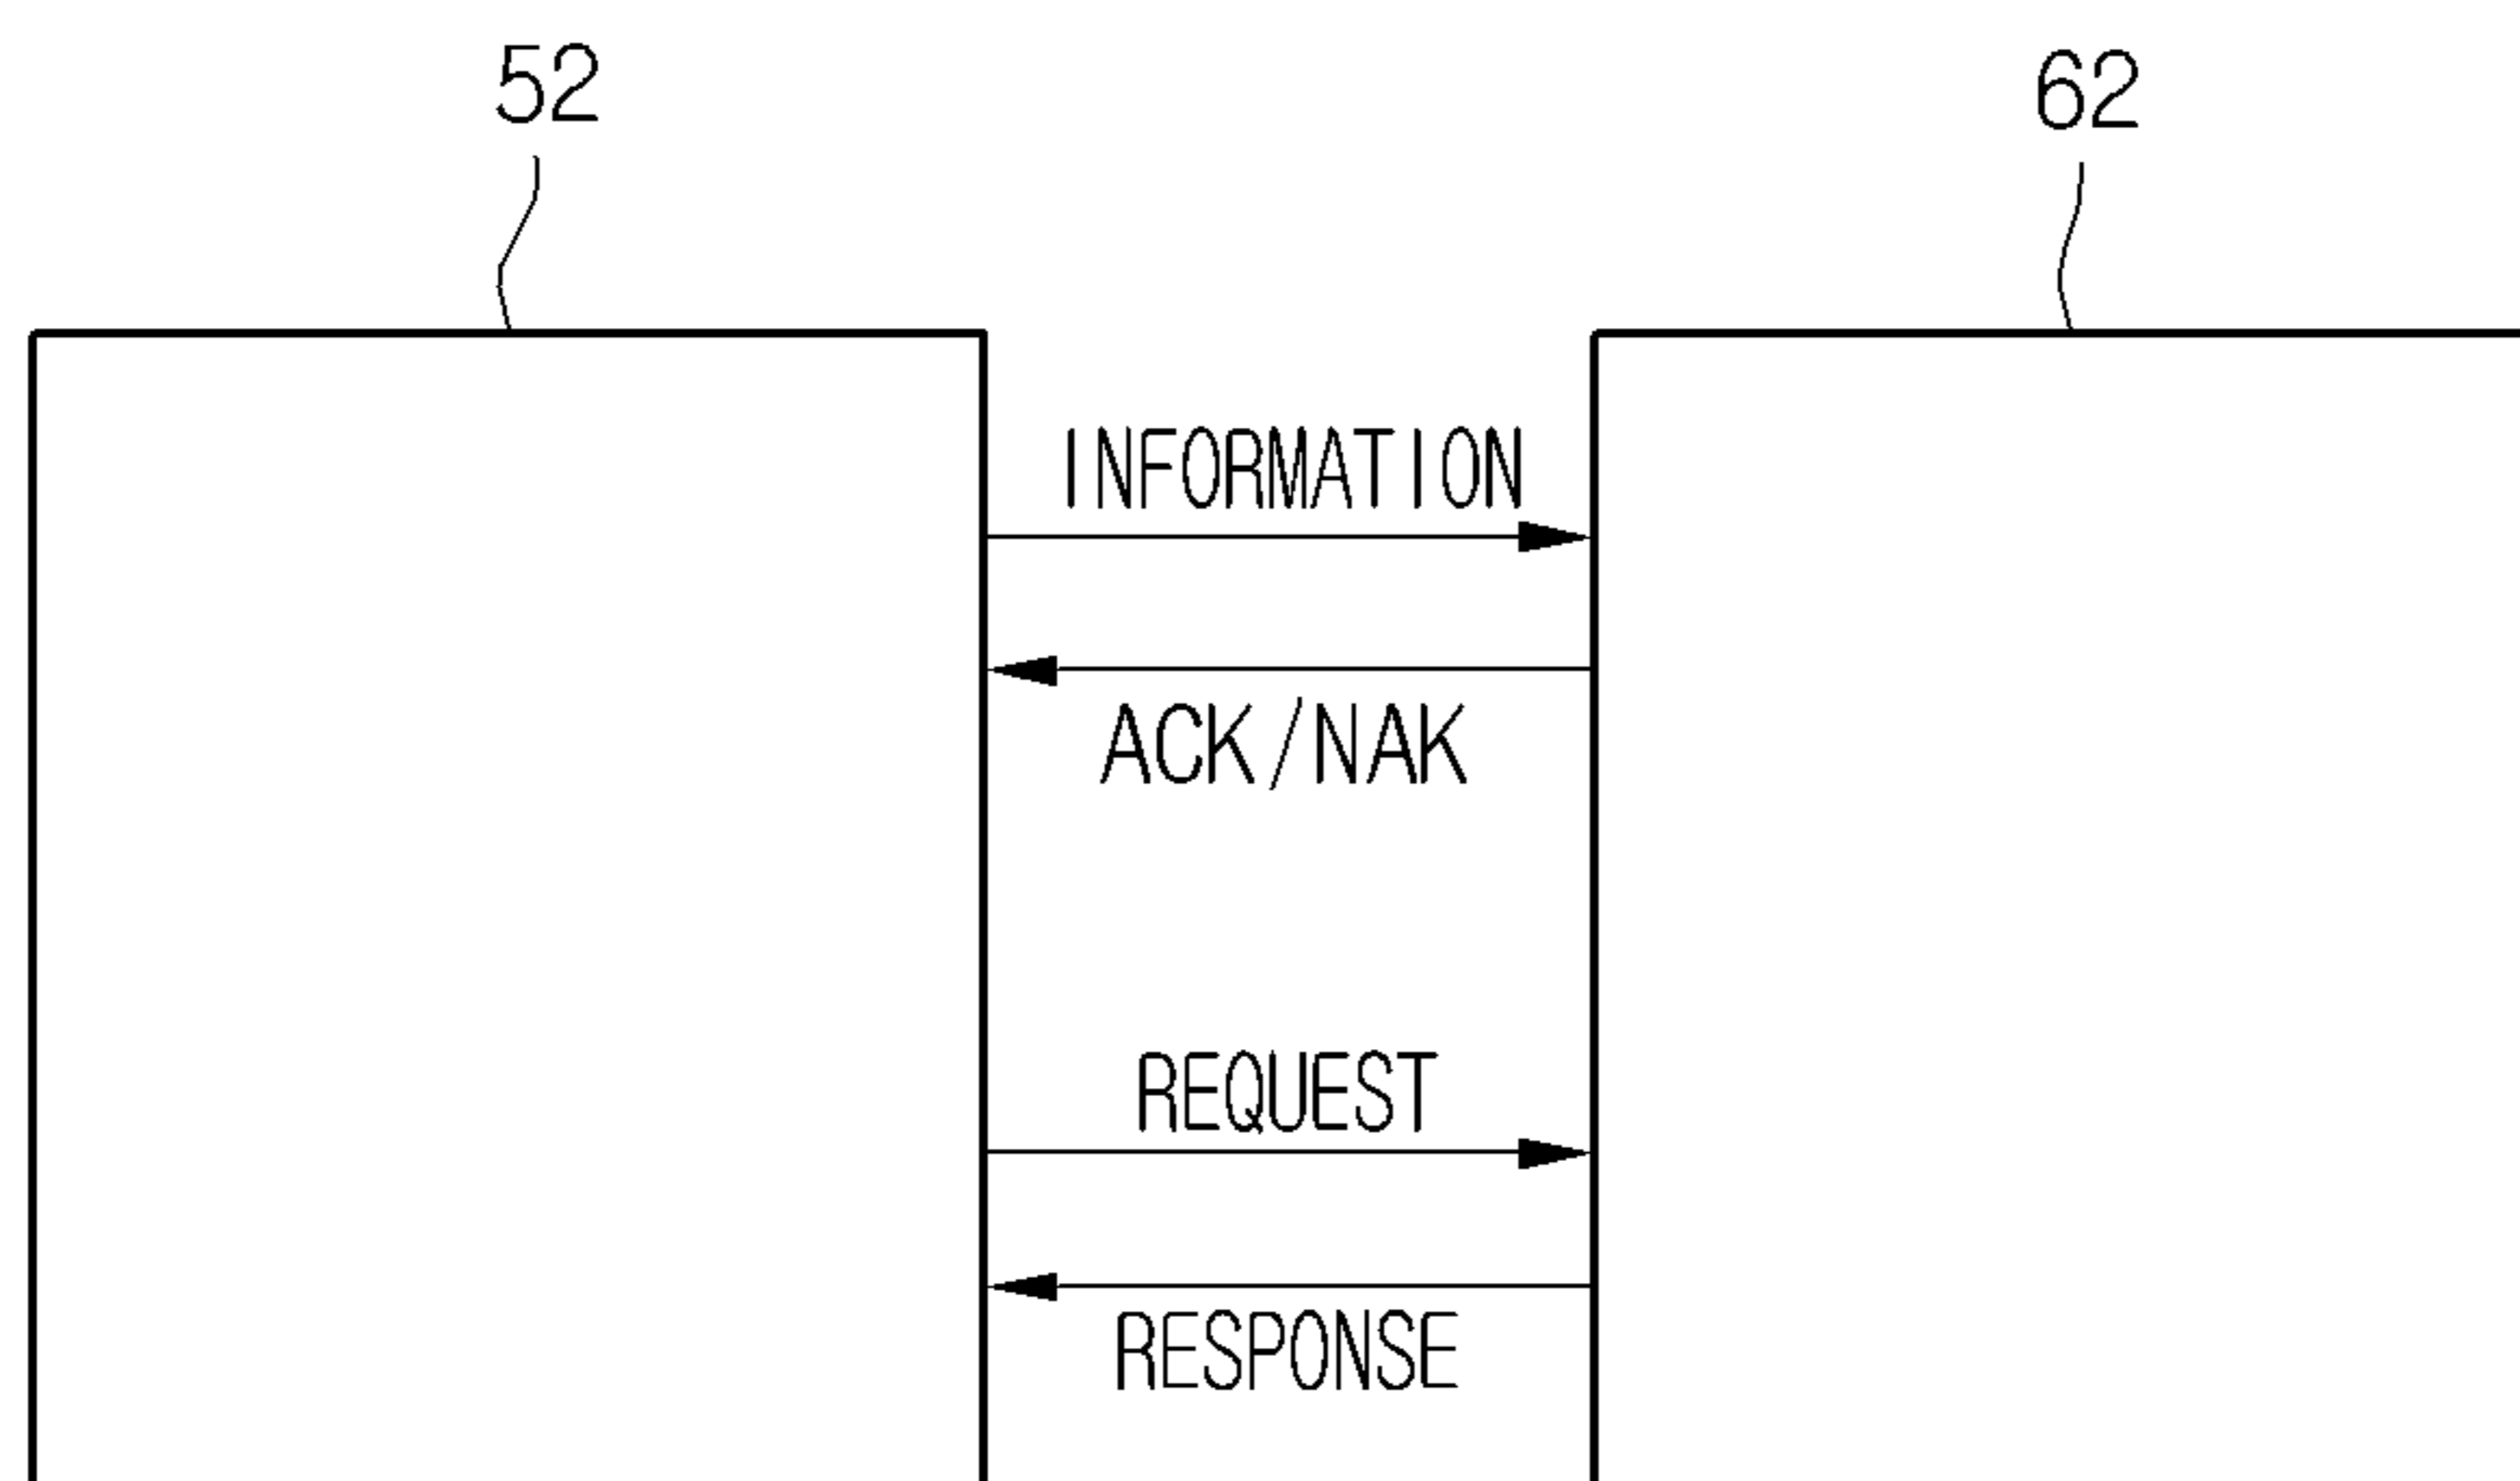 52
62
INFORMATION
ACK/NAK
REQUEST
RESPONSE